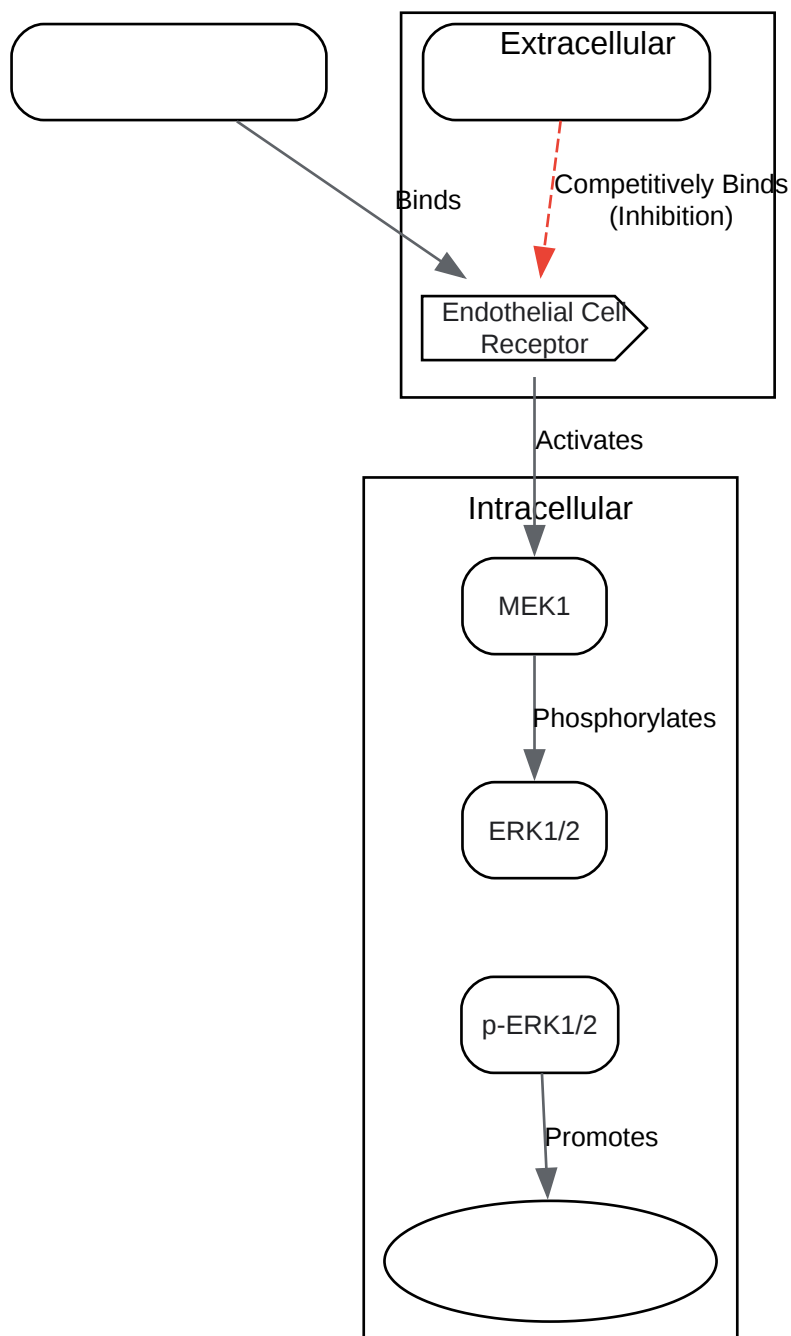 Extracellular
Competitively Binds
(Inhibition)
Binds
Endothelial Cell
Receptor
Activates
Intracellular
MEK1
Phosphorylates
ERK1/2
p-ERK1/2
Promotes